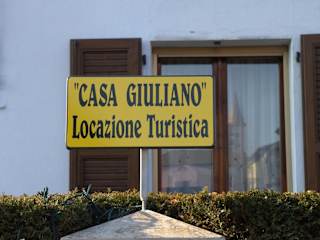 "CASA GIULIANO"
Locazione Turistica